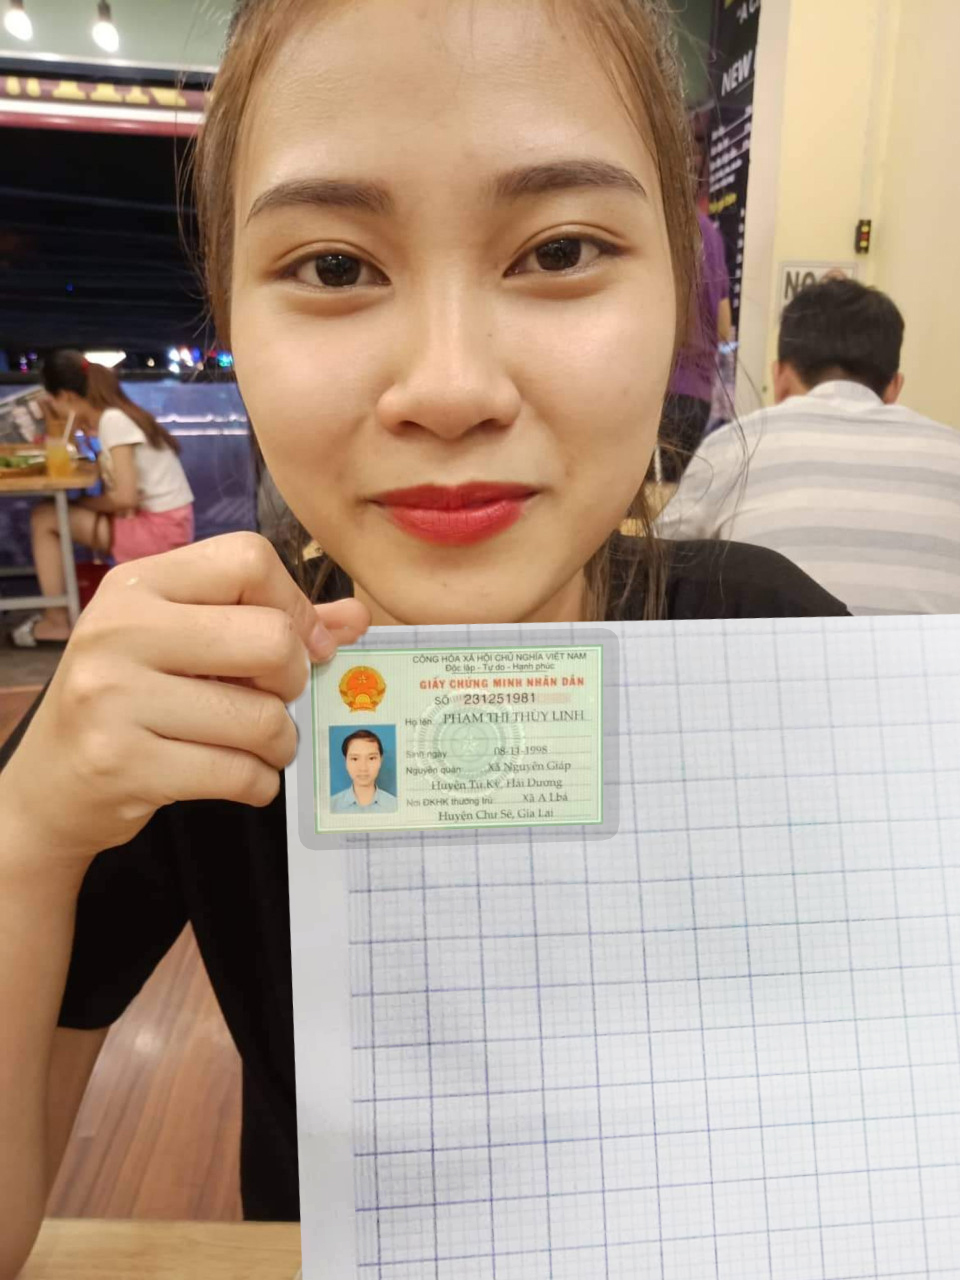 "A C
NEW
NO
CỘNG HÒA XÃ HỘI CHỦ NGHĨA VIỆT NAM
Độc lập - Tự do - Hạnh phúc
GIẤY CHỨNG MINH NHÂN DÂN
SỐ 231251981
Họ tên PHẠM THỊ THÙY LINH
Sinh ngày 08-11-1998
Nguyên quán Xã Nguyên Giáp
Huyện Tứ Kỳ, Hải Dương
Nơi ĐKHK thường trú Xã A Lbá
Huyện Chư Sê, Gia Lai